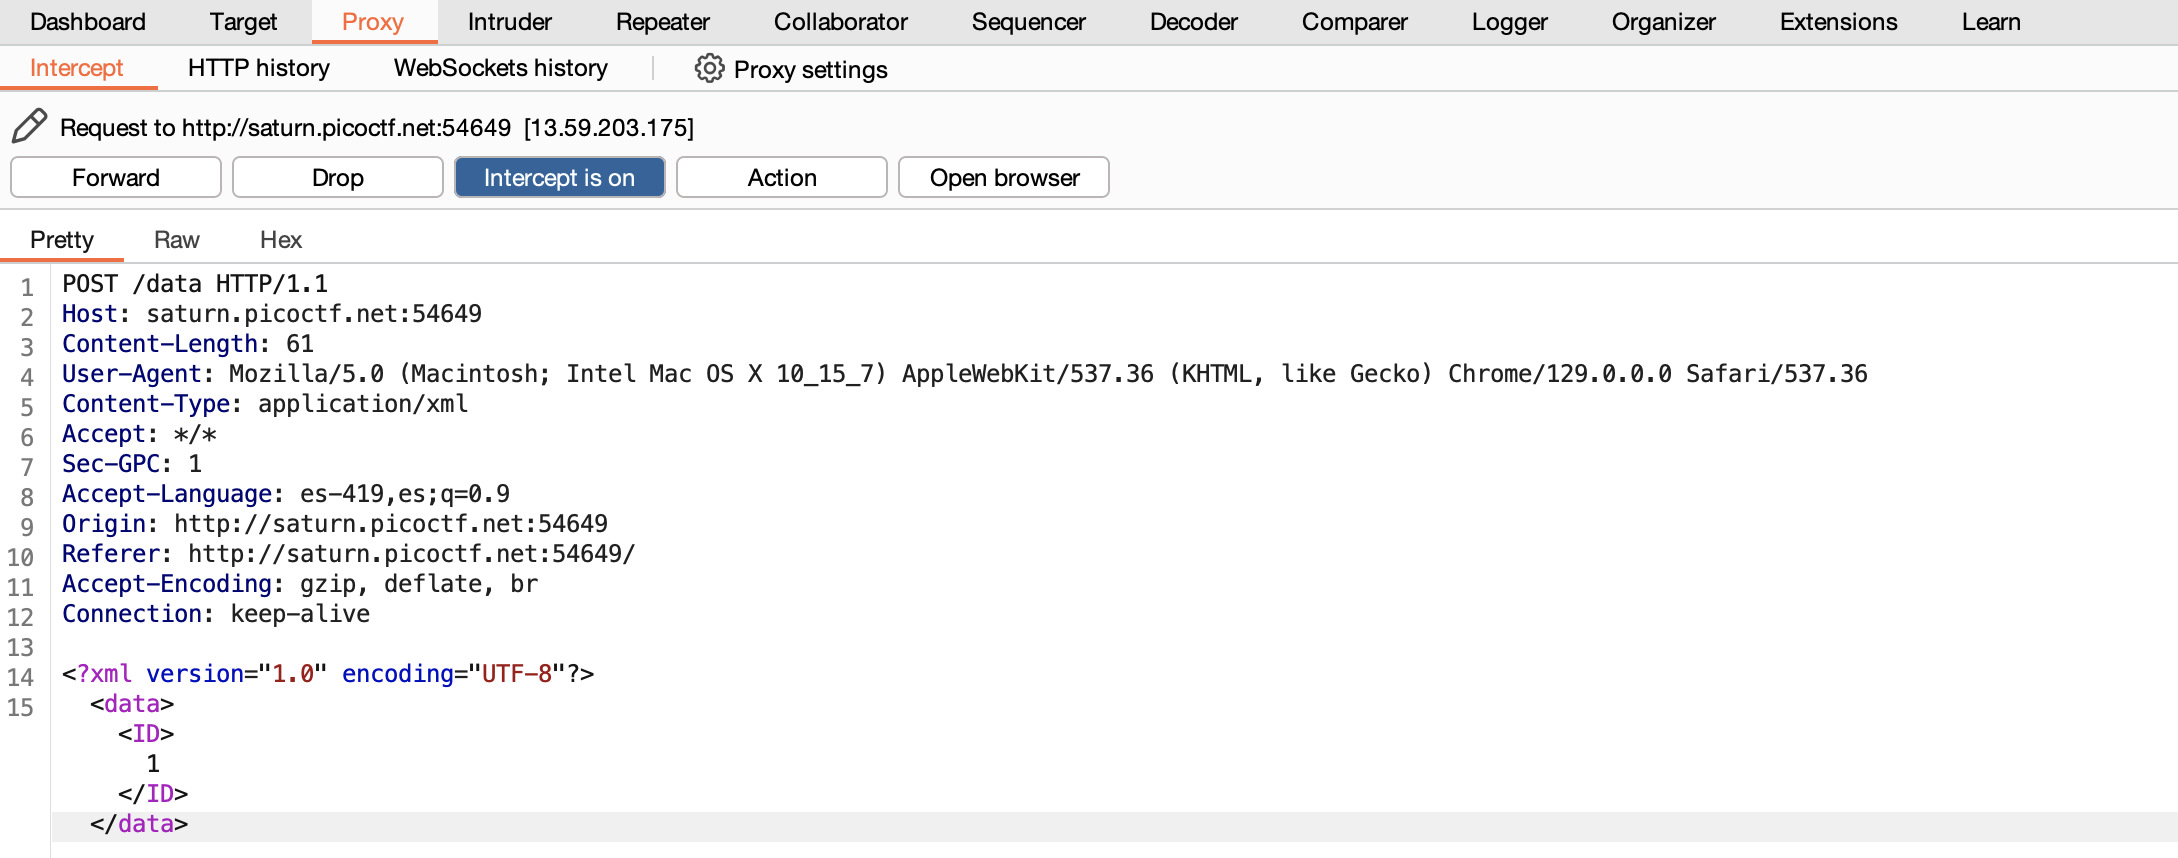 Dashboard Target Proxy Intruder Repeater Collaborator Sequencer Decoder Comparer Logger Organizer Extensions Learn
Intercept HTTP history WebSockets history Proxy settings
Request to http://saturn.picoctf.net:54649 [13.59.203.175]
Forward Drop Intercept is on Action Open browser
Pretty Raw Hex
1 POST /data HTTP/1.1
2 Host: saturn.picoctf.net:54649
3 Content-Length: 61
4 User-Agent: Mozilla/5.0 (Macintosh; Intel Mac OS X 10_15_7) AppleWebKit/537.36 (KHTML, like Gecko) Chrome/129.0.0.0 Safari/537.36
5 Content-Type: application/xml
6 Accept: */*
7 Sec-GPC: 1
8 Accept-Language: es-419,es;q=0.9
9 Origin: http://saturn.picoctf.net:54649
10 Referer: http://saturn.picoctf.net:54649/
11 Accept-Encoding: gzip, deflate, br
12 Connection: keep-alive
13
14 <?xml version="1.0" encoding="UTF-8"?>
15 <data>
<ID>
1
</ID>
</data>